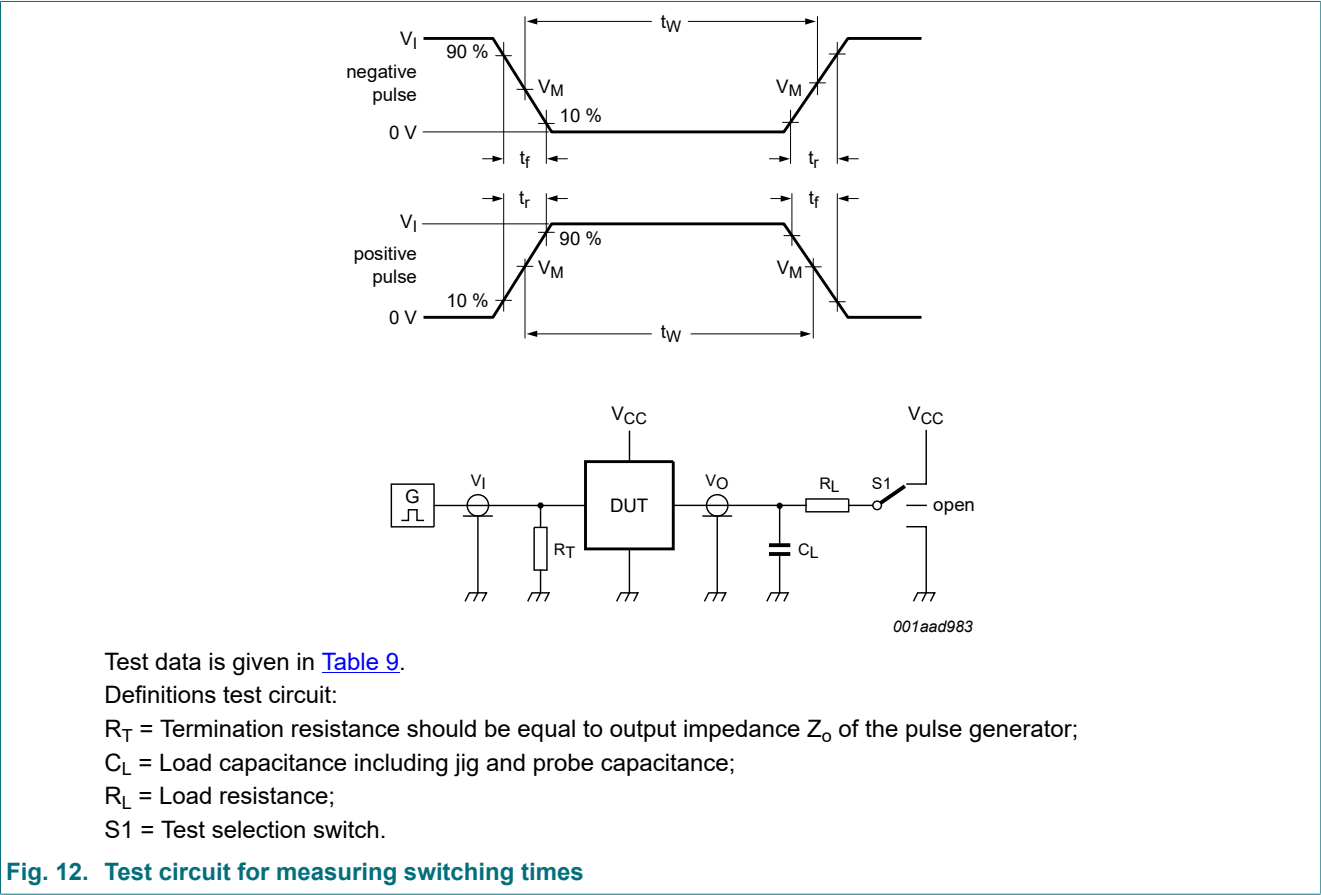 tW
VI
90 %
negative
pulse
VM
VM
10 %
0 V
tf
tr
tr
tf
VI
90 %
positive
pulse
VM
VM
10 %
0 V
tW
VCC
VCC
G
VI
DUT
VO
RL
S1
open
RT
CL
001aad983
Test data is given in Table 9.
Definitions test circuit:
RT = Termination resistance should be equal to output impedance Zo of the pulse generator;
CL = Load capacitance including jig and probe capacitance;
RL = Load resistance;
S1 = Test selection switch.
Fig. 12. Test circuit for measuring switching times